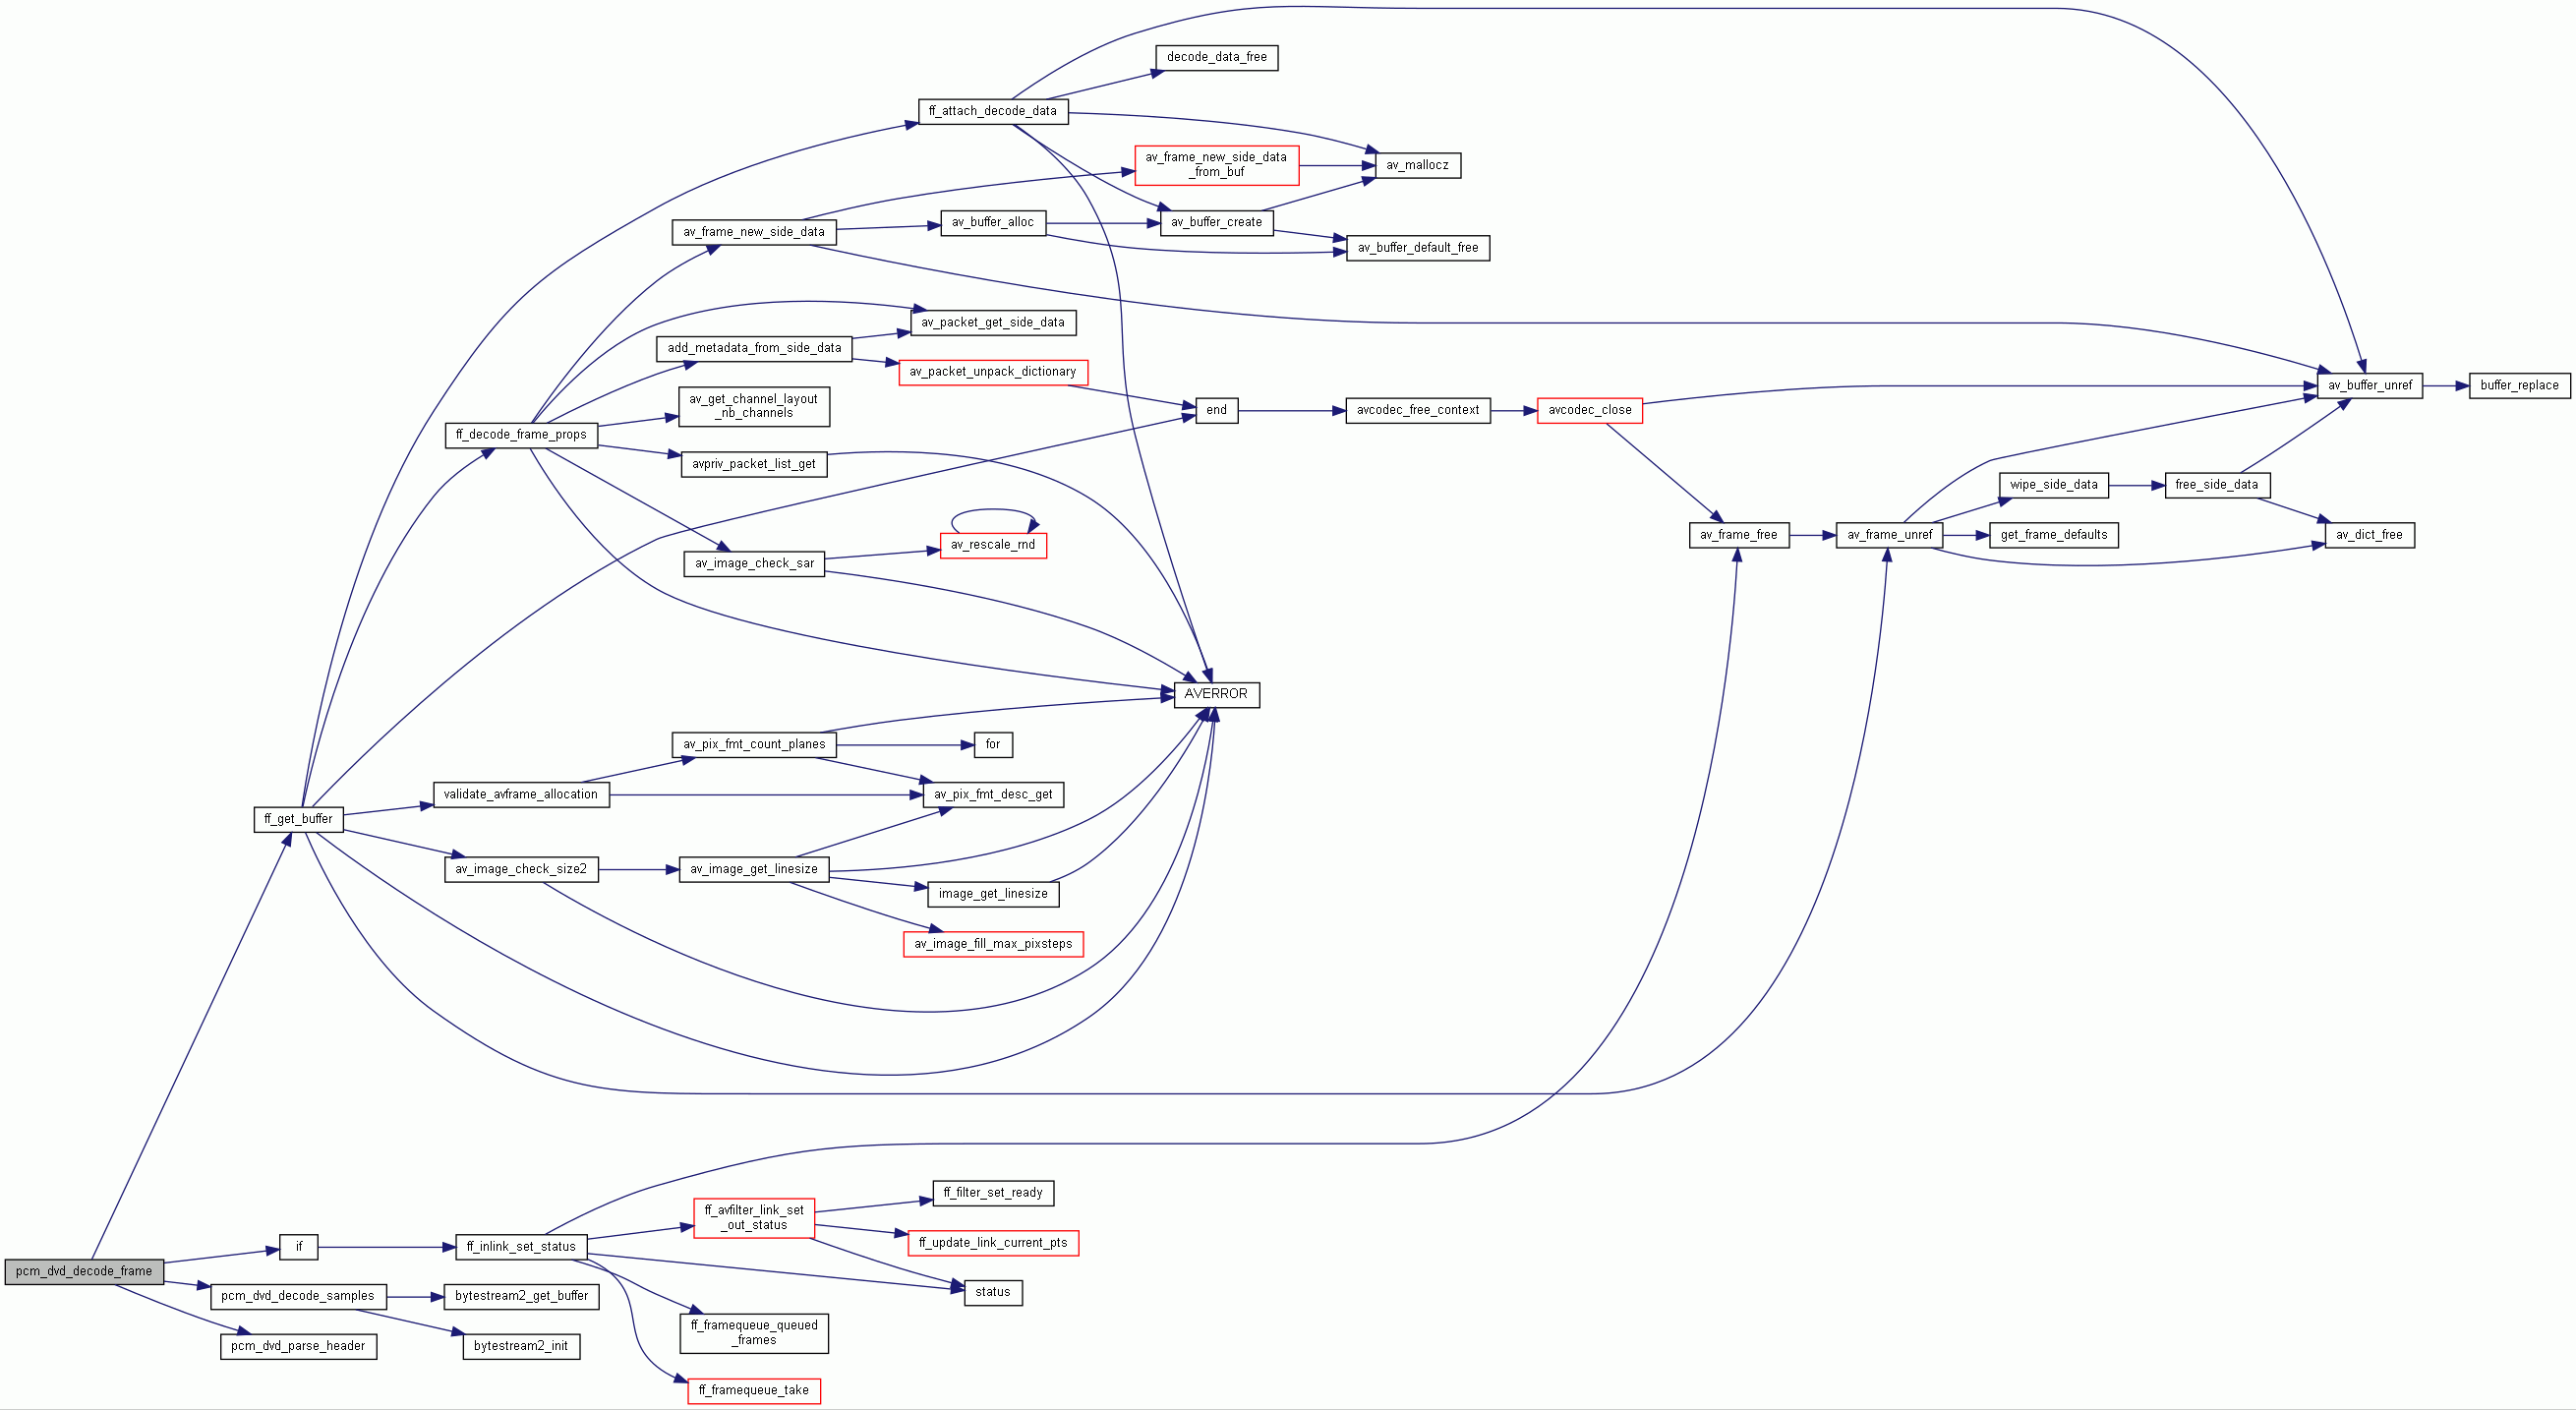 decode_data_free
ff_attach_decode_data
av_frame_new_side_data
_from_buf
av_mallocz
av_buffer_alloc
av_buffer_create
av_frame_new_side_data
av_buffer_default_free
av_packet_get_side_data
add_metadata_from_side_data
av_packet_unpack_dictionary
av_buffer_unref
buffer_replace
av_get_channel_layout
_nb_channels
end
avcodec_free_context
avcodec_close
ff_decode_frame_props
avpriv_packet_list_get
wipe_side_data
free_side_data
av_rescale_rnd
av_frame_free
av_frame_unref
get_frame_defaults
av_dict_free
av_image_check_sar
AVERROR
av_pix_fmt_count_planes
for
validate_avframe_allocation
av_pix_fmt_desc_get
ff_get_buffer
av_image_check_size2
av_image_get_linesize
image_get_linesize
av_image_fill_max_pixsteps
ff_filter_set_ready
ff_avfilter_link_set
_out_status
if
ff_inlink_set_status
ff_update_link_current_pts
pcm_dvd_decode_frame
status
pcm_dvd_decode_samples
bytestream2_get_buffer
ff_framequeue_queued
_frames
pcm_dvd_parse_header
bytestream2_init
ff_framequeue_take